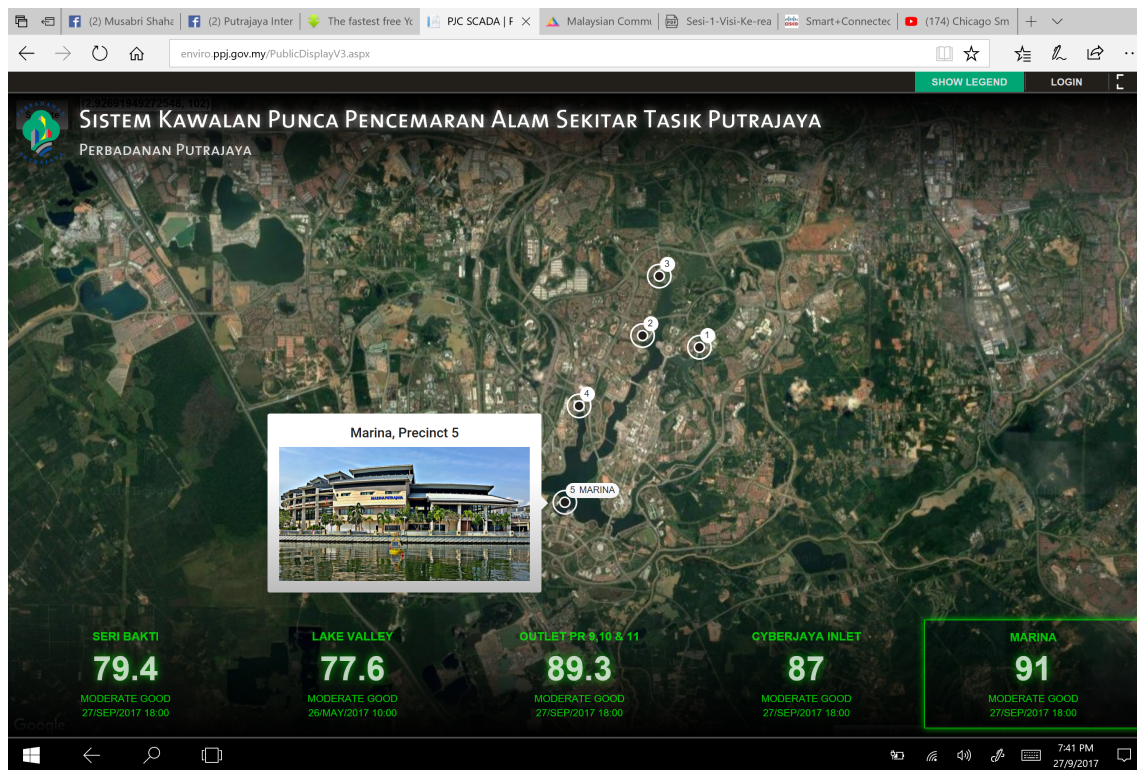 (2) Musabri Shaha
(2) Putrajaya Inter
The fastest free Yo
PJC SCADA | F
Malaysian Commu
Sesi-1-Visi-Ke-rea
Smart+Connected
(174) Chicago Sm
enviro.ppj.gov.my/PublicDisplayV3.aspx
SHOW LEGEND
LOGIN
(2.92691949272548, 102)
SISTEM KAWALAN PUNCA PENCEMARAN ALAM SEKITAR TASIK PUTRAJAYA
PERBADANAN PUTRAJAYA
3
2
1
4
Marina, Precinct 5
MARINA PUTRAJAYA
5 MARINA
SERI BAKTI
79.4
MODERATE GOOD
27/SEP/2017 18:00
LAKE VALLEY
77.6
MODERATE GOOD
26/MAY/2017 10:00
OUTLET PR 9,10 & 11
89.3
MODERATE GOOD
27/SEP/2017 18:00
CYBERJAYA INLET
87
MODERATE GOOD
27/SEP/2017 18:00
MARINA
91
MODERATE GOOD
27/SEP/2017 18:00
Google
7:41 PM
27/9/2017